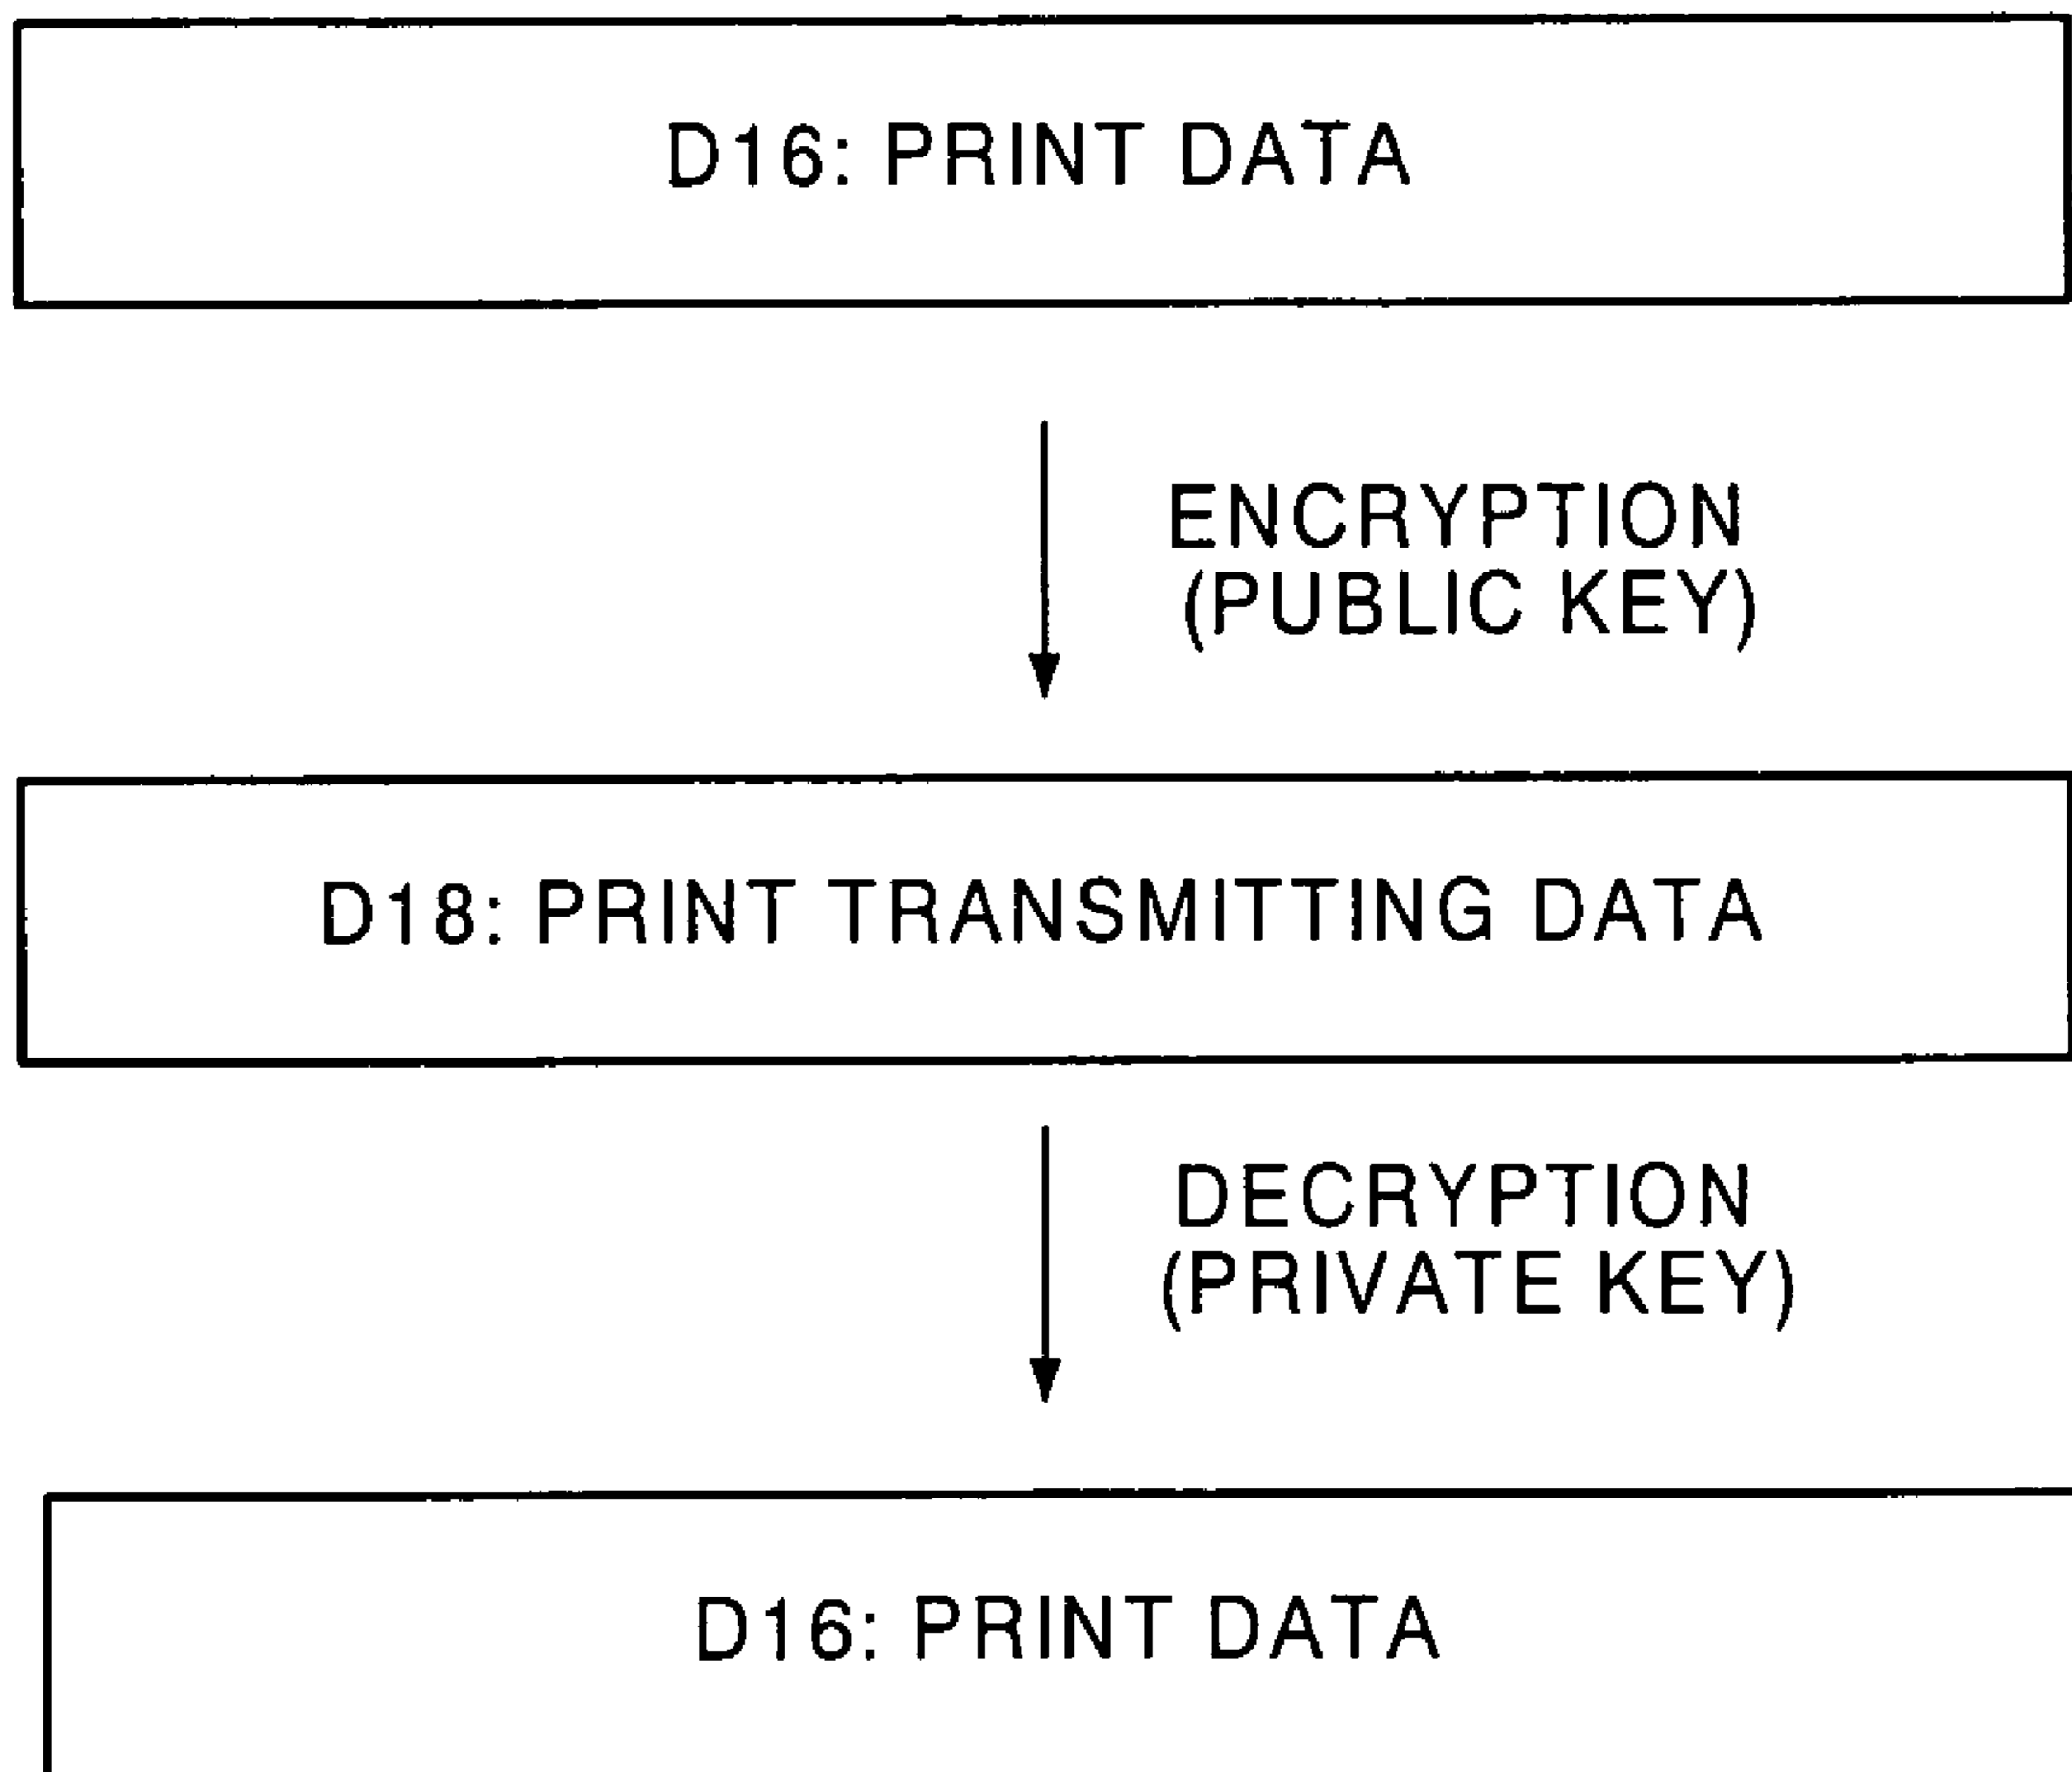 D16: PRINT DATA
ENCRYPTION
(PUBLIC KEY)
D18: PRINT TRANSMITTING DATA
DECRYPTION
(PRIVATE KEY)
D16: PRINT DATA